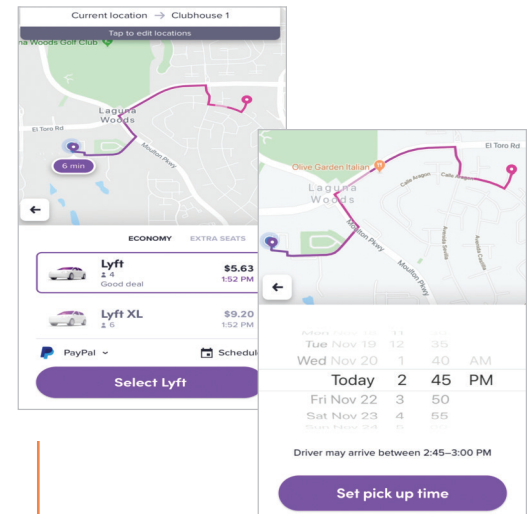 Current location → Clubhouse 1
Tap to edit locations
na Woods Golf Club
Laguna
Woods
El Toro Rd
Moulton Pkwy
6 min
ECONOMY EXTRA SEATS
Lyft
4
Good deal
$5.63
1:52 PM
Lyft XL
6
$9.20
1:52 PM
PayPal
Schedul
Select Lyft
El Toro Rd
Olive Garden Italian
Calle Aragon
Calle
Laguna
Woods
Moulton Pkwy
Moulton Pkwy
Avenida Sevilla
Avenida Castilla
Tue Nov 19 12 35
Wed Nov 20 1 40 AM
Today 2 45 PM
Fri Nov 22 3 50
Sat Nov 23 4 55
Driver may arrive between 2:45–3:00 PM
Set pick up time